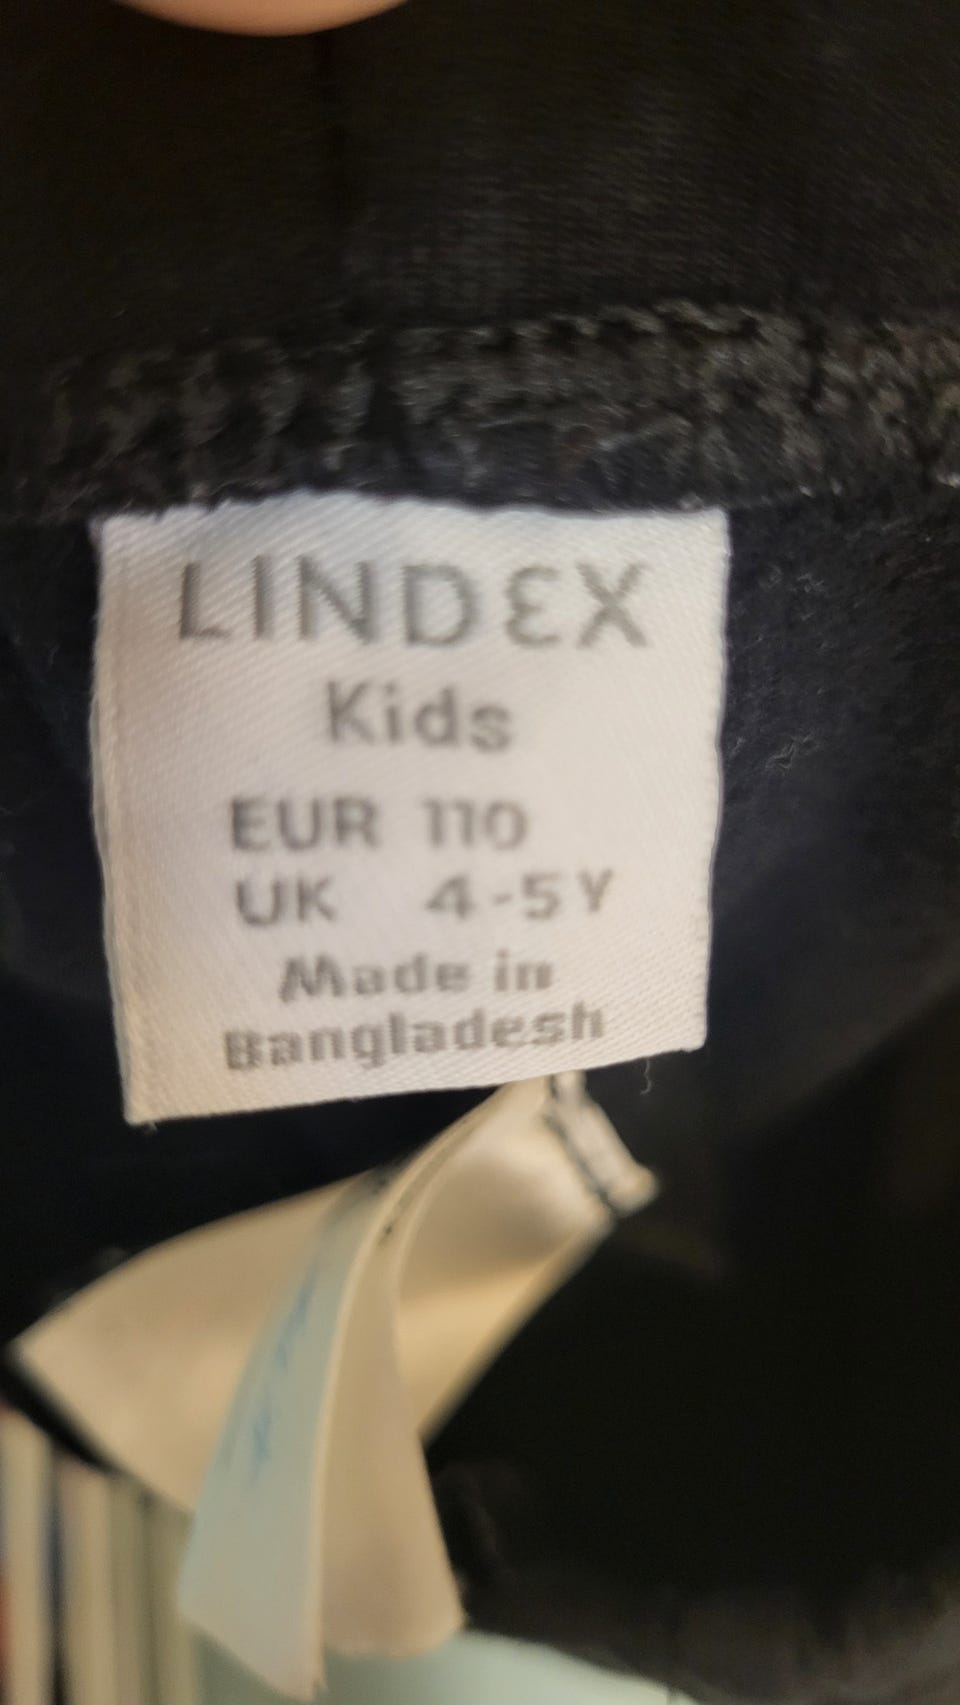 LINDEX
Kids
EUR 110
UK 4-5Y
Made in
Bangladesh